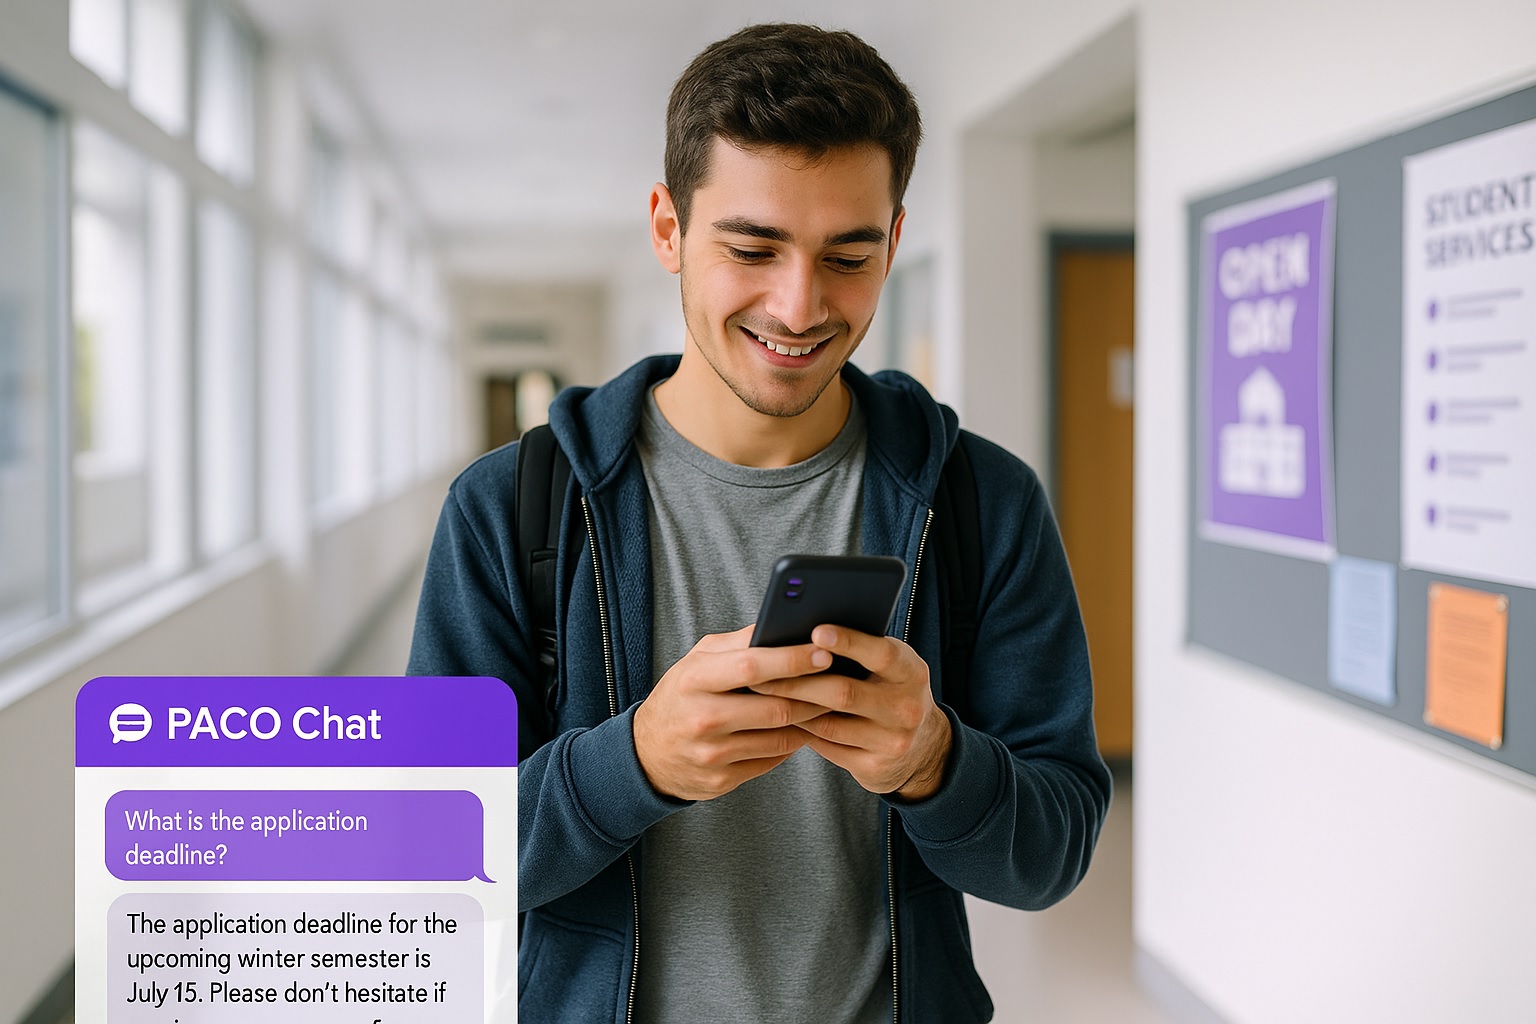 OPEN
DAY
STUDENT
SERVICES
PACO Chat
What is the application
deadline?
The application deadline for the
upcoming winter semester is
July 15. Please don't hesitate if